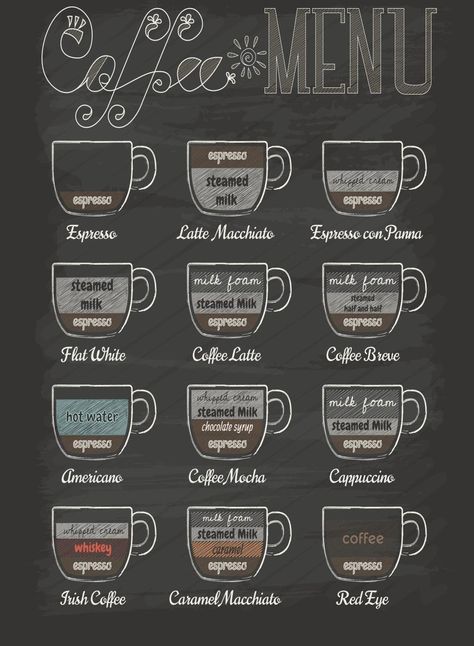 Coffee MENU
espresso
Espresso
espresso
steamed
milk
Latte Macchiato
whipped cream
espresso
Espresso con Panna
steamed
milk
espresso
Flat White
milk foam
steamed Milk
espresso
Coffee Latte
milk foam
steamed
half and half
espresso
Coffee Breve
hot water
espresso
Americano
whipped cream
steamed Milk
chocolate syrup
espresso
Coffee Mocha
milk foam
steamed Milk
espresso
Cappuccino
whipped cream
whiskey
espresso
Irish Coffee
milk foam
steamed Milk
caramel
espresso
Caramel Macchiato
coffee
espresso
Red Eye